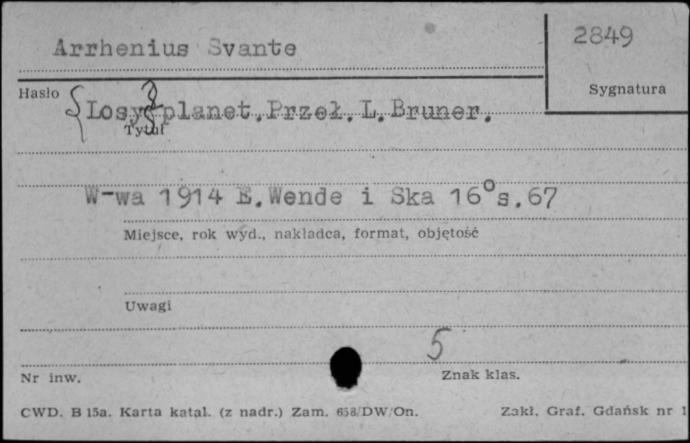 Arrhenius Svante
2849
Hasło
Sygnatura
Losy planet. Przeł. L. Bruner.
Tytuł
W-wa 1914 E. Wende i Ska 16° s. 67
Miejsce, rok wyd., nakładca, format, objętość
Uwagi
5
Nr inw.
Znak klas.
CWD. B 15a. Karta katal. (z nadr.) Zam. 658/DW/On.
Zakł. Graf. Gdańsk nr 1